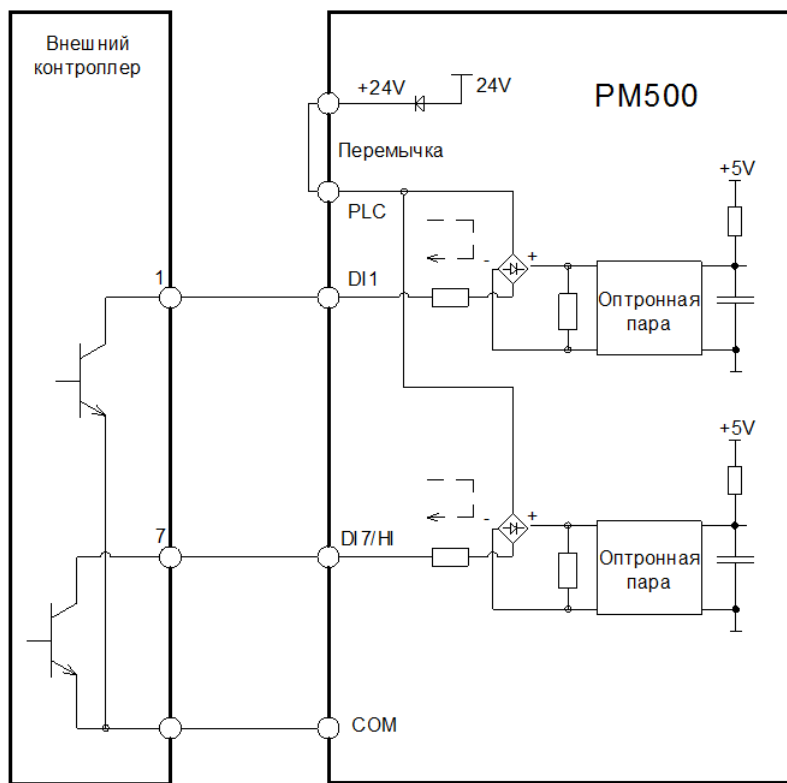 Внешний
контроллер
+24V
24V
PM500
Перемычка
PLC
+5V
1
DI1
-
+
Оптронная
пара
+5V
7
DI7/HI
-
+
Оптронная
пара
COM